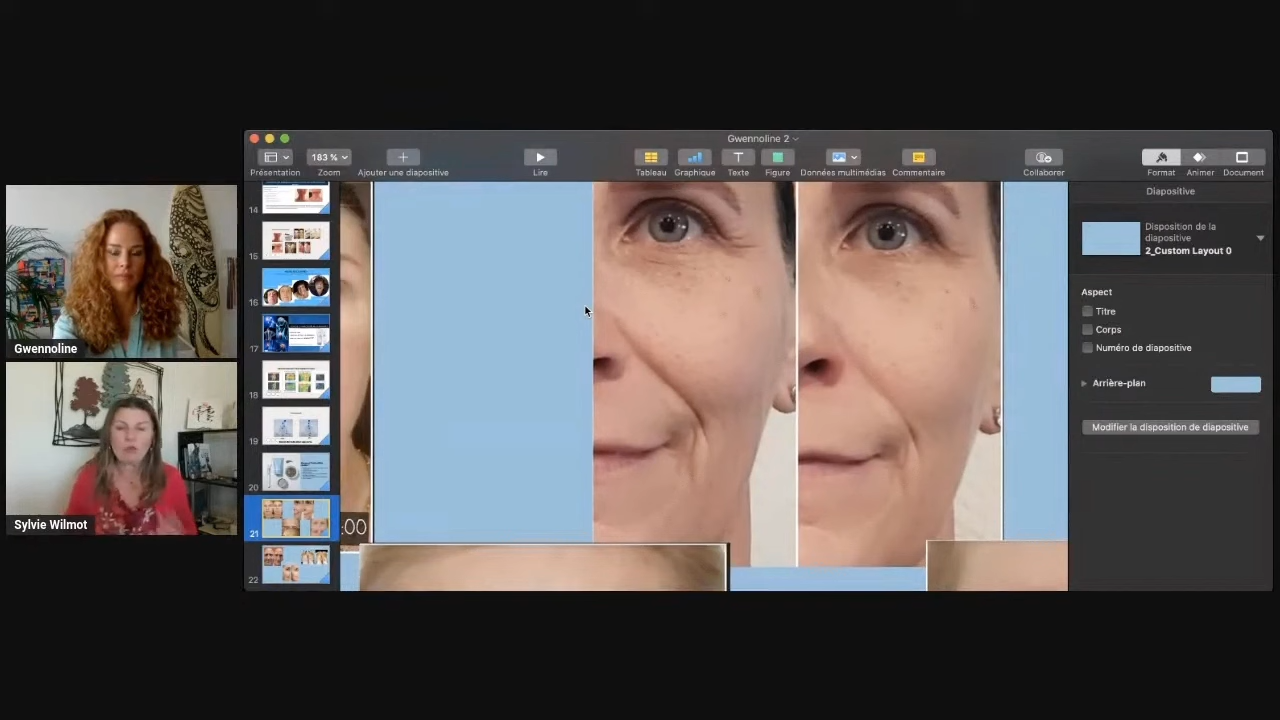 Gwennoline 2
183 %
Présentation
Zoom
Ajouter une diapositive
Lire
Tableau
Graphique
Texte
Figure
Données multimédias
Commentaire
Collaborer
Format
Animer
Document
Diapositive
Disposition de la
diapositive
2_Custom Layout 0
Aspect
Titre
Corps
Numéro de diapositive
Arrière-plan
Modifier la disposition de diapositive
14
15
16
17
18
19
20
21
22
:00
Gwennoline
Sylvie Wilmot